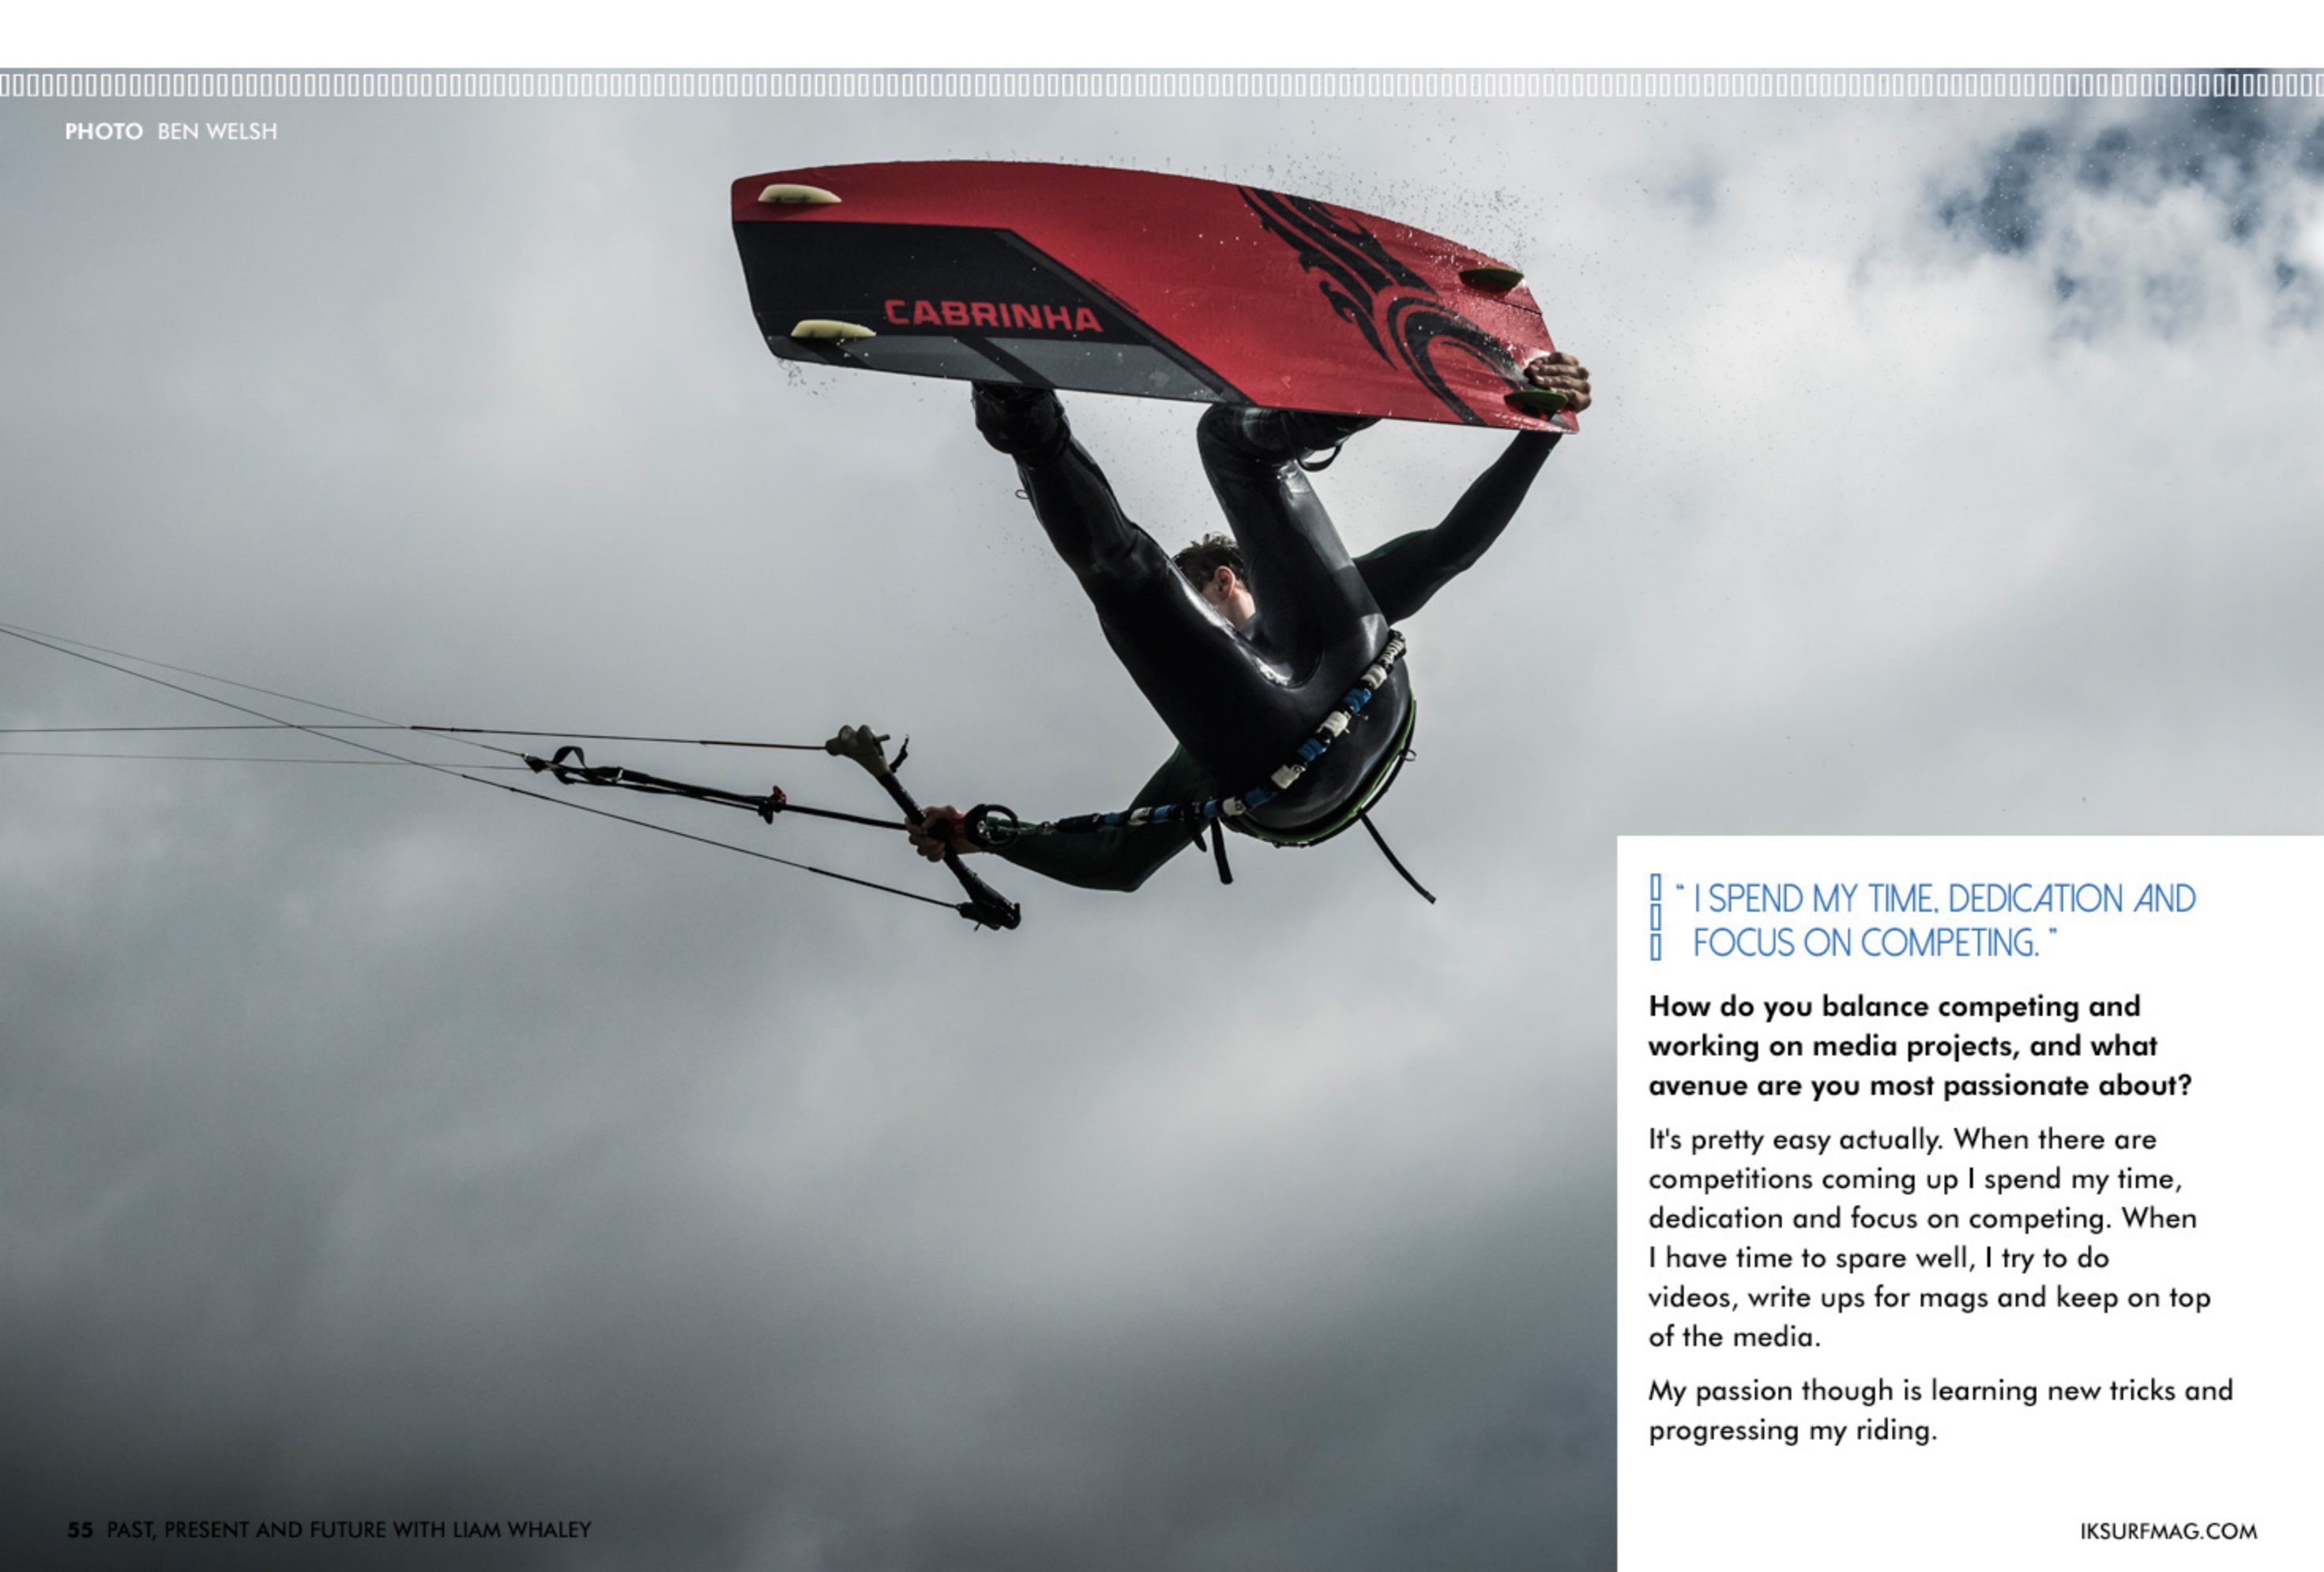 PHOTO BEN WELSH
CABRINHA
“ I SPEND MY TIME, DEDICATION AND
FOCUS ON COMPETING. ”
How do you balance competing and
working on media projects, and what
avenue are you most passionate about?
It's pretty easy actually. When there are
competitions coming up I spend my time,
dedication and focus on competing. When
I have time to spare well, I try to do
videos, write ups for mags and keep on top
of the media.
My passion though is learning new tricks and
progressing my riding.
55 PAST, PRESENT AND FUTURE WITH LIAM WHALEY
IKSURFMAG.COM